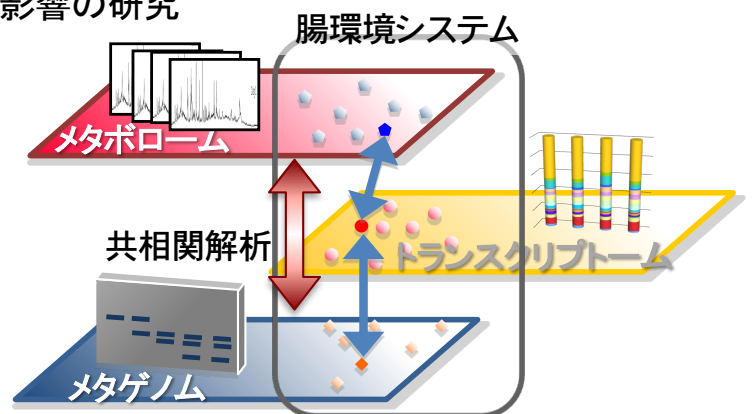 影響の研究
腸環境システム
メタボローム
共相関解析
トランスクリプトーム
メタゲノム